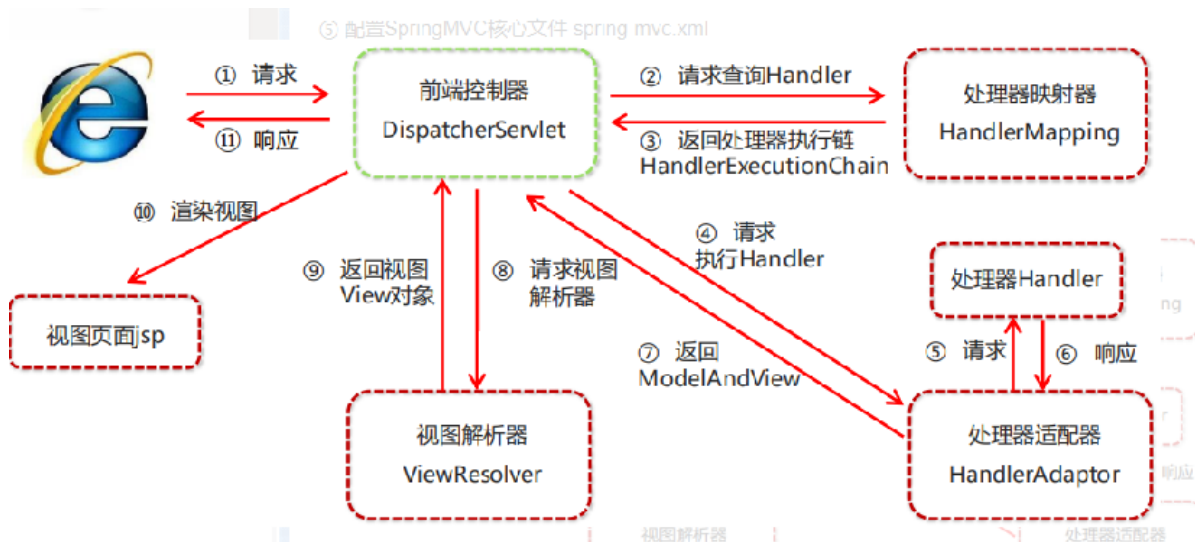 ⑤ 配置SpringMVC核心文件 spring mvc.xml
① 请求
⑪ 响应
前端控制器
DispatcherServlet
② 请求查询Handler
③ 返回处理器执行链
HandlerExecutionChain
处理器映射器
HandlerMapping
⑩ 渲染视图
④ 请求
执行Handler
⑨ 返回视图
View对象
⑧ 请求视图
解析器
处理器Handler
ng
视图页面jsp
⑦ 返回
ModelAndView
⑤ 请求
⑥ 响应
视图解析器
ViewResolver
处理器适配器
HandlerAdaptor
r
响应
视图解析器
处理器适配器